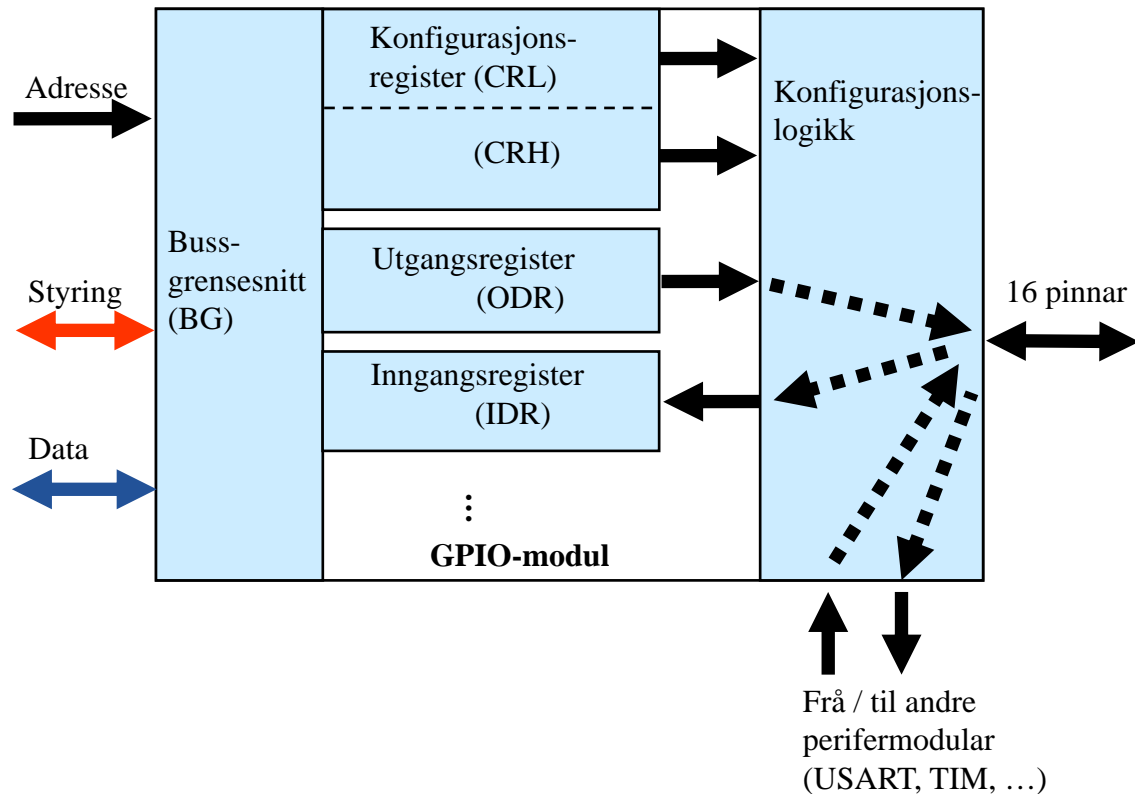 Adresse
Styring
Data
Buss-
grensesnitt
(BG)
Konfigurasjons-
register (CRL)
(CRH)
Utgangsregister
(ODR)
Inngangsregister
(IDR)
...
GPIO-modul
Konfigurasjons-
logikk
16 pinnar
Frå / til andre
perifermodular
(USART, TIM, …)